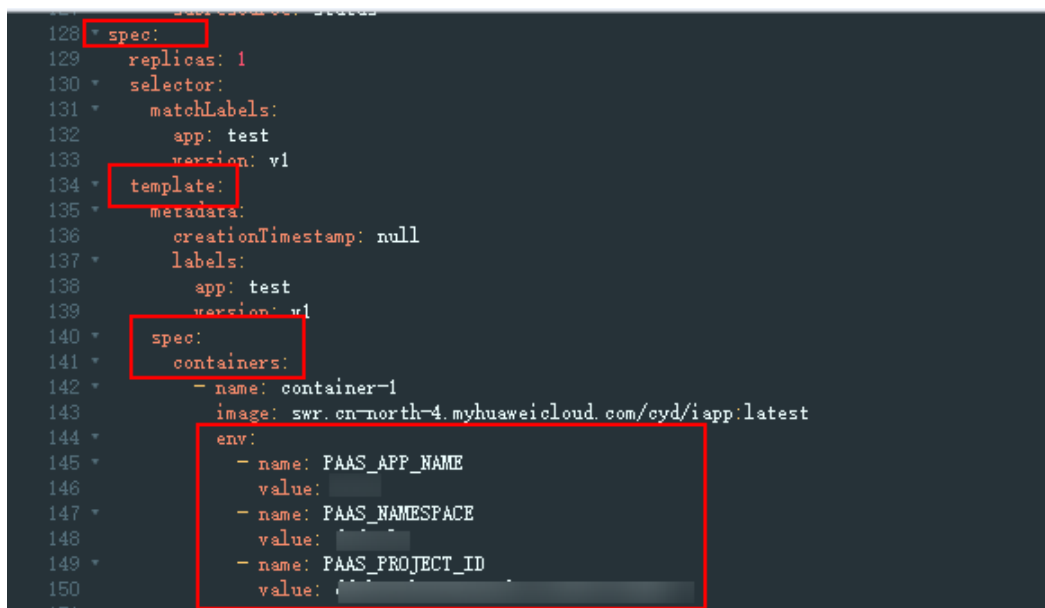 128 spec:
129 replicas: 1
130 selector:
131 matchLabels:
132 app: test
133 version: v1
134 template:
135 metadata:
136 creationTimestamp: null
137 labels:
138 app: test
139 version: v1
140 spec:
141 containers:
142 - name: container-1
143 image: swr.cn-north-4.myhuaweicloud.com/cyd/iapp:latest
144 env:
145 - name: PAAS_APP_NAME
146 value:
147 - name: PAAS_NAMESPACE
148 value:
149 - name: PAAS_PROJECT_ID
150 value: